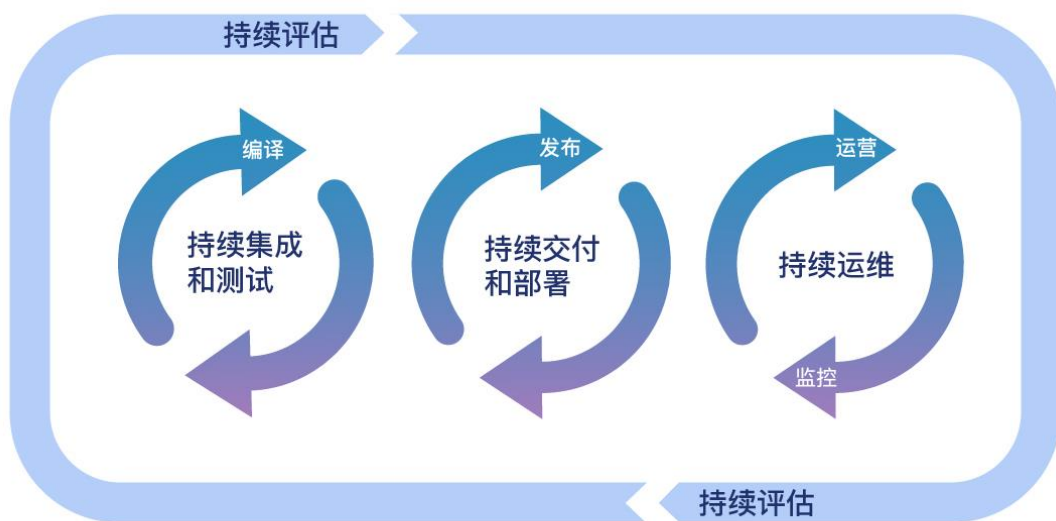 持续评估
编译
持续集成
和测试
发布
持续交付
和部署
运营
持续运维
监控
持续评估